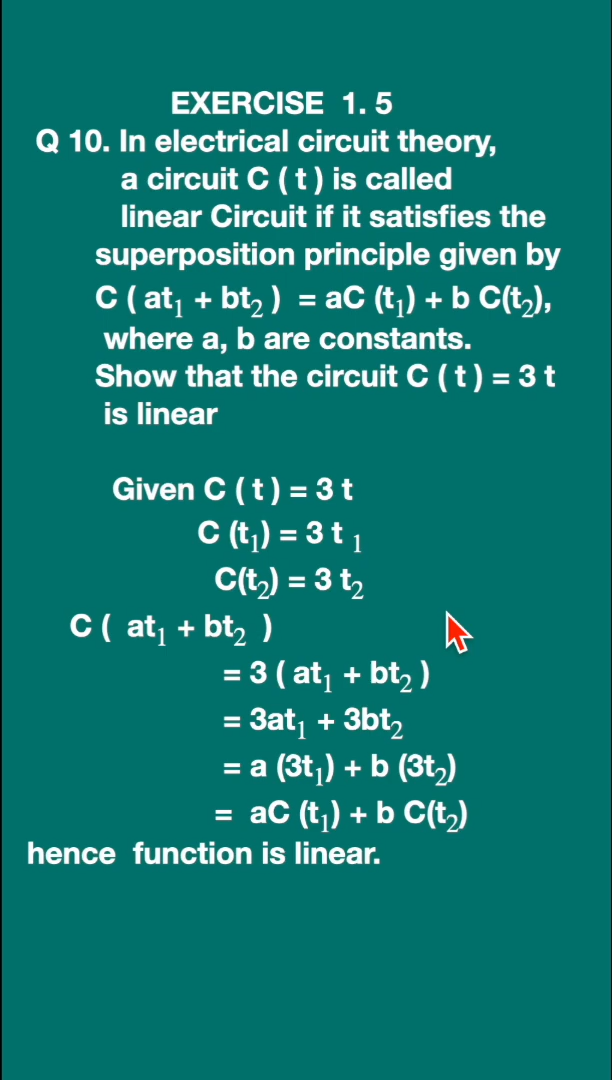 EXERCISE 1. 5
Q 10. In electrical circuit theory,
a circuit C ( t ) is called
linear Circuit if it satisfies the
superposition principle given by
C ( at₁ + bt₂ ) = aC (t₁) + b C(t₂),
where a, b are constants.
Show that the circuit C ( t ) = 3 t
is linear
Given C ( t ) = 3 t
C (t₁) = 3 t ₁
C(t₂) = 3 t₂
C ( at₁ + bt₂ )
= 3 ( at₁ + bt₂ )
= 3at₁ + 3bt₂
= a (3t₁) + b (3t₂)
= aC (t₁) + b C(t₂)
hence function is linear.